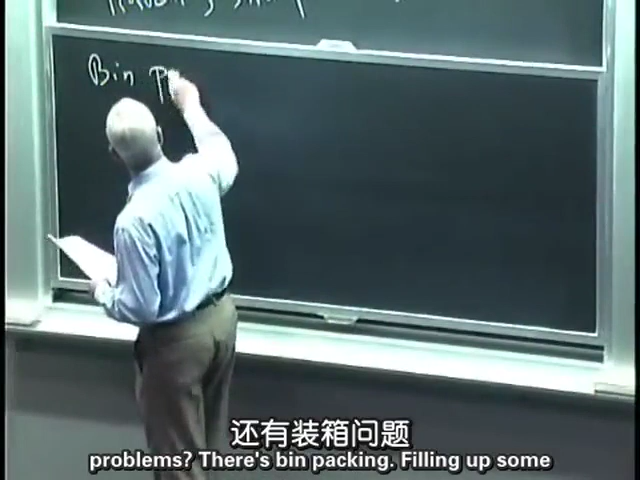 Bin P
还有装箱问题
problems? There's bin packing. Filling up some